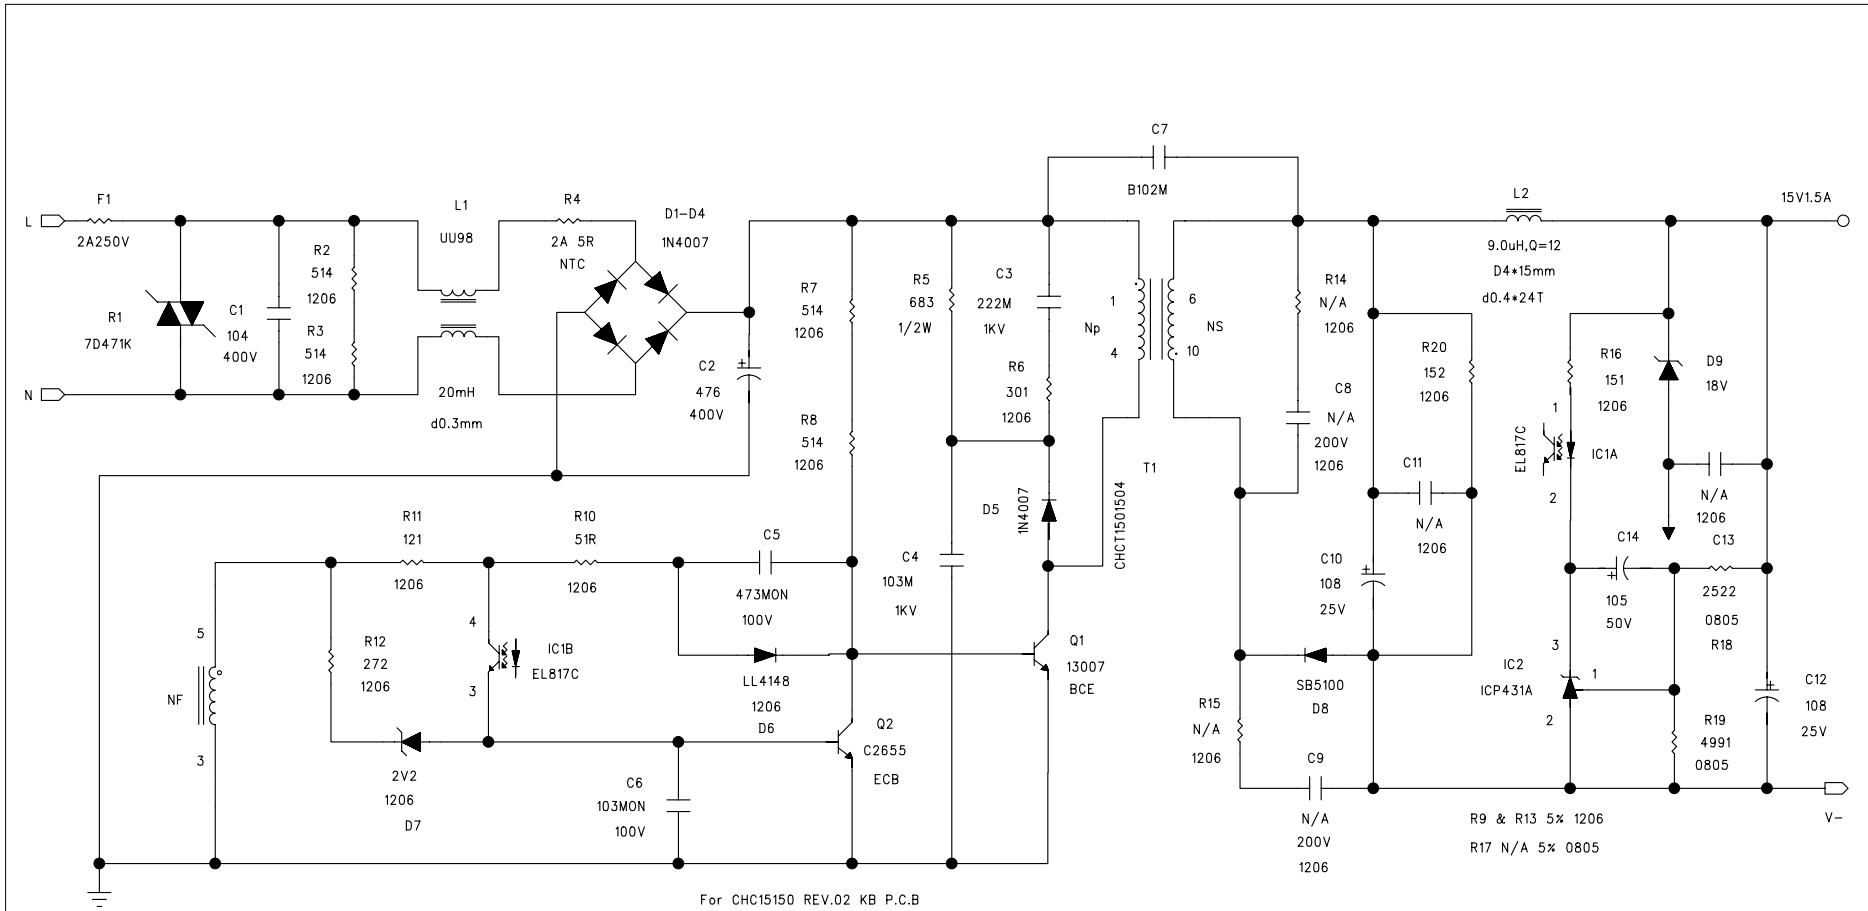 C7
B102M
F1
L
2A250V
L1
UU98
R4
2A 5R
NTC
D1-D4
1N4007
L2
15V1.5A
9.0uH,Q=12
D4*15mm
d0.4*24T
R1
7D471K
C1
104
400V
R2
514
1206
R3
514
1206
N
20mH
d0.3mm
C2
476
400V
R7
514
1206
R8
514
1206
R5
683
1/2W
C3
222M
1KV
R6
301
1206
1
Np
4
6
NS
10
T1
CHCT1501504
R14
N/A
1206
C8
N/A
200V
1206
R20
152
1206
C11
N/A
1206
R16
151
1206
D9
18V
1
EL817C
IC1A
2
N/A
1206
C13
D5
1N4007
R11
121
1206
R10
51R
1206
C5
473MON
100V
C4
103M
1KV
C10
108
25V
C14
105
50V
2522
0805
R18
5
NF
3
R12
272
1206
4
IC1B
EL817C
3
LL4148
1206
D6
Q1
13007
BCE
Q2
C2655
ECB
2V2
1206
D7
C6
103MON
100V
SB5100
D8
R15
N/A
1206
C9
N/A
200V
1206
3
IC2
ICP431A
1
2
R19
4991
0805
C12
108
25V
V-
R9 & R13 5% 1206
R17 N/A 5% 0805
For CHC15150 REV.02 KB P.C.B